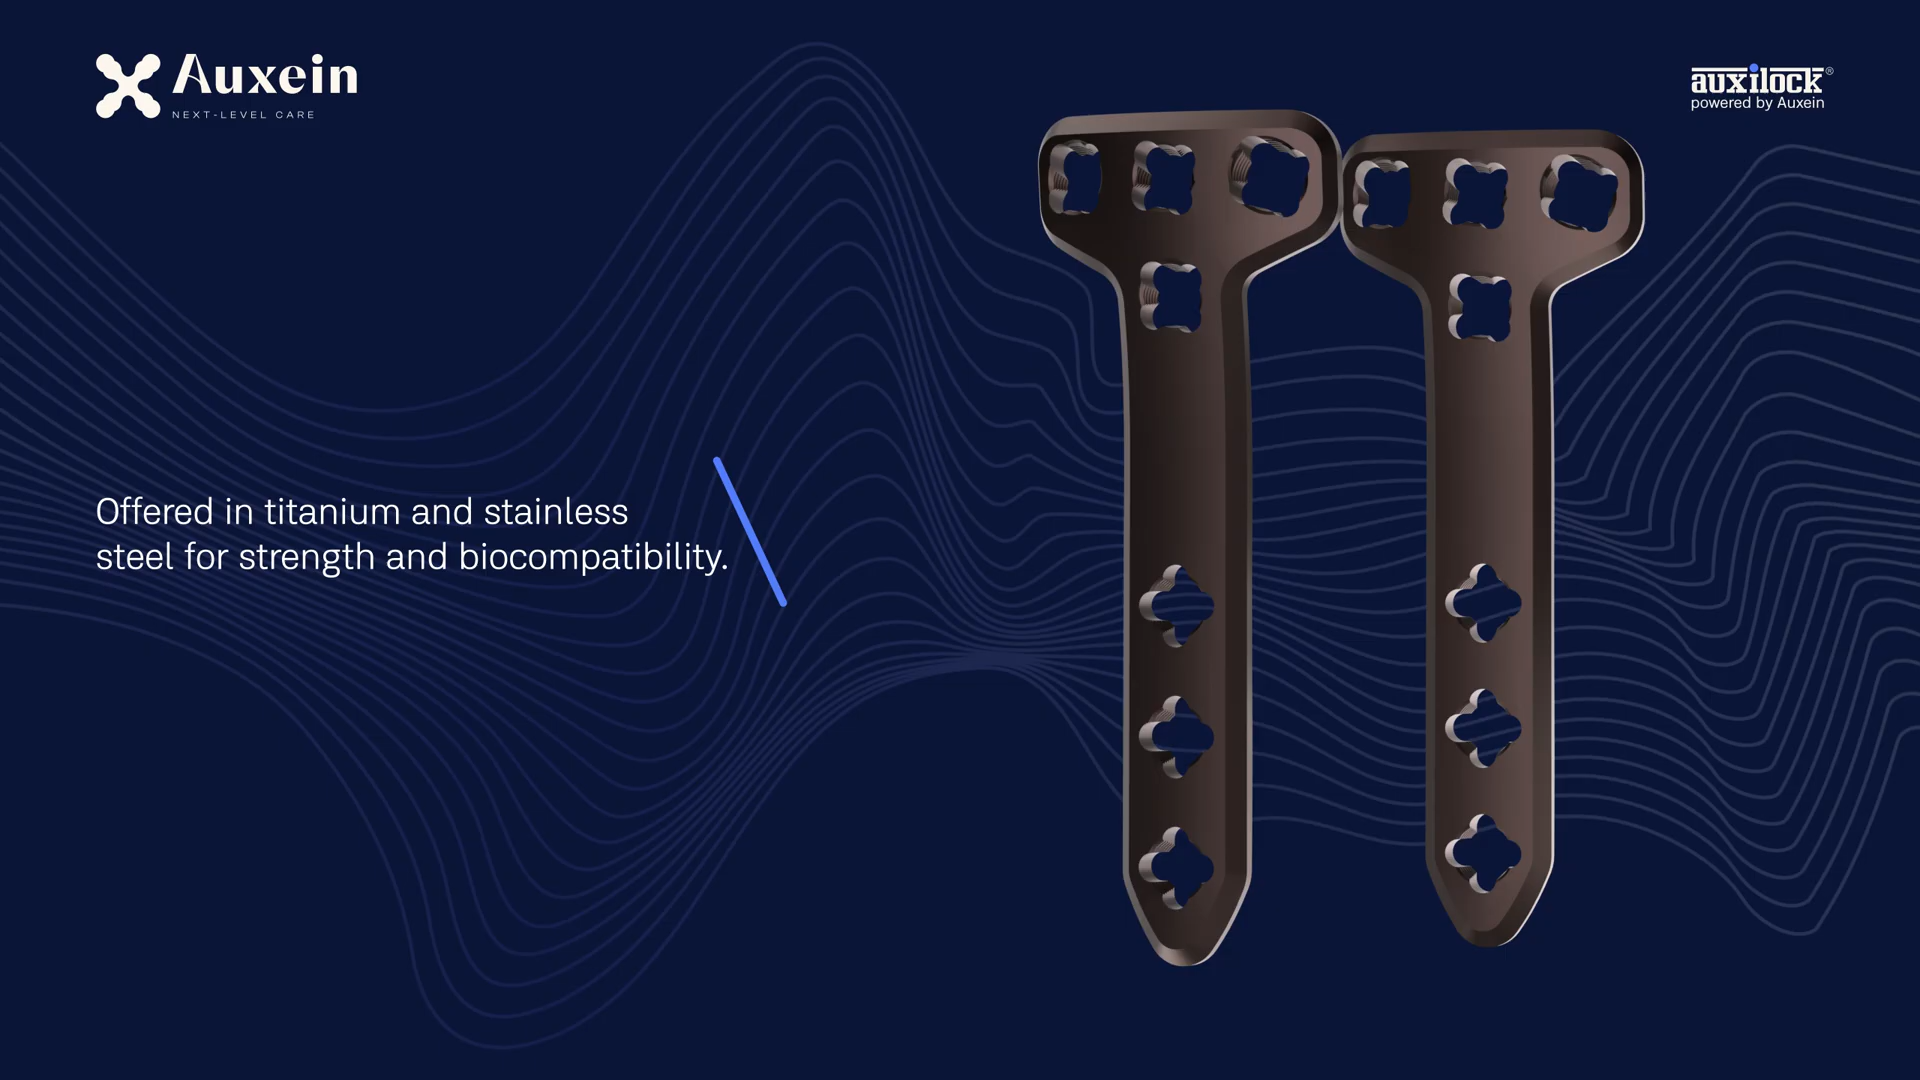 Auxein
NEXT-LEVEL CARE
auxilock®
powered by Auxein
Offered in titanium and stainless
steel for strength and biocompatibility.